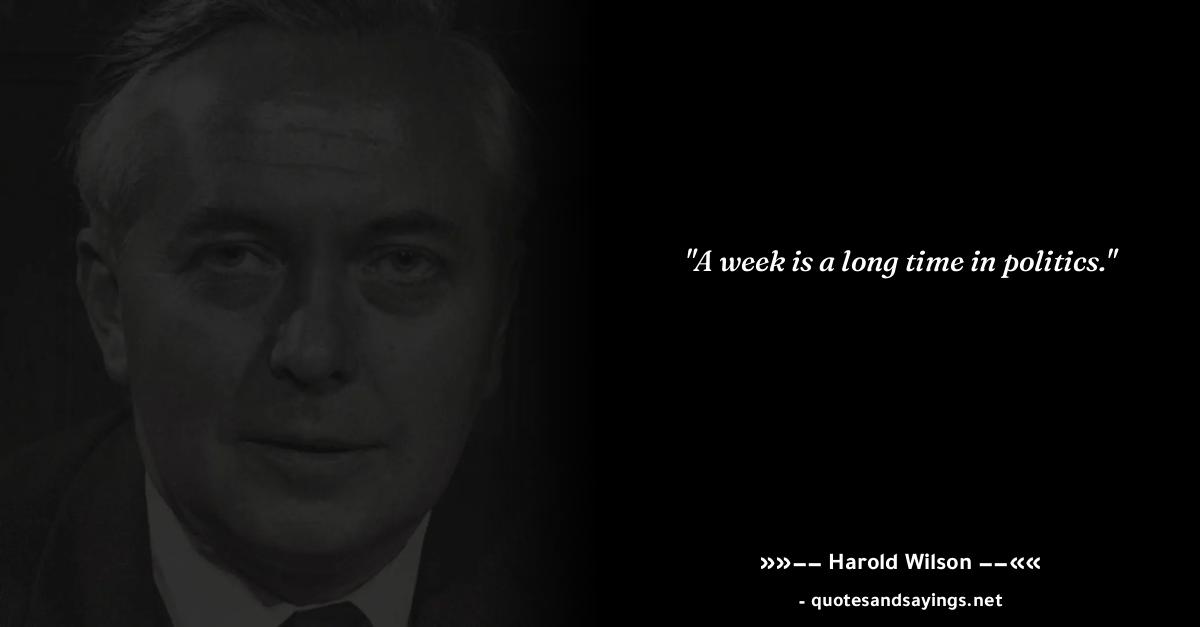 "A week is a long time in politics."
»»–– Harold Wilson ––««
- quotesandsayings.net